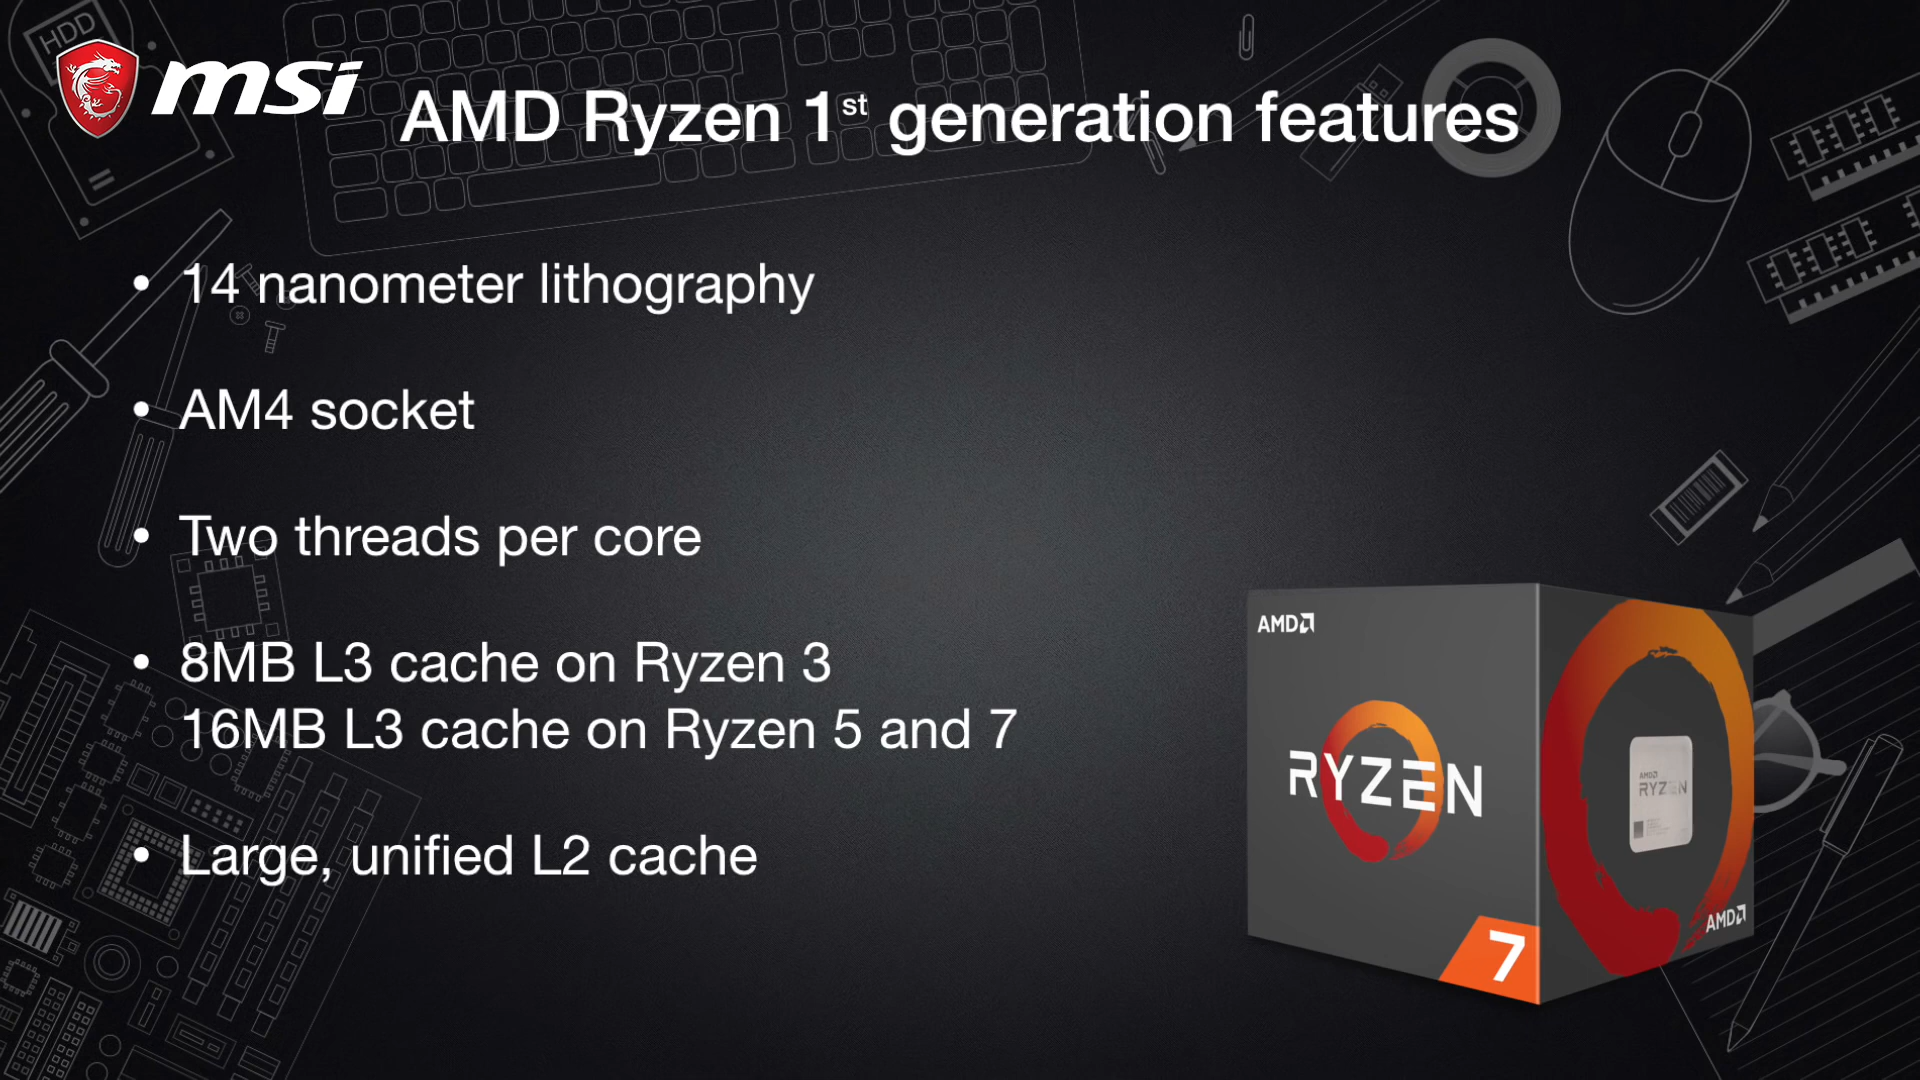 HDD
msi
AMD Ryzen 1st generation features
• 14 nanometer lithography
• AM4 socket
• Two threads per core
• 8MB L3 cache on Ryzen 3
16MB L3 cache on Ryzen 5 and 7
• Large, unified L2 cache
AMD
RYZEN
7
AMD
RYZEN
AMD